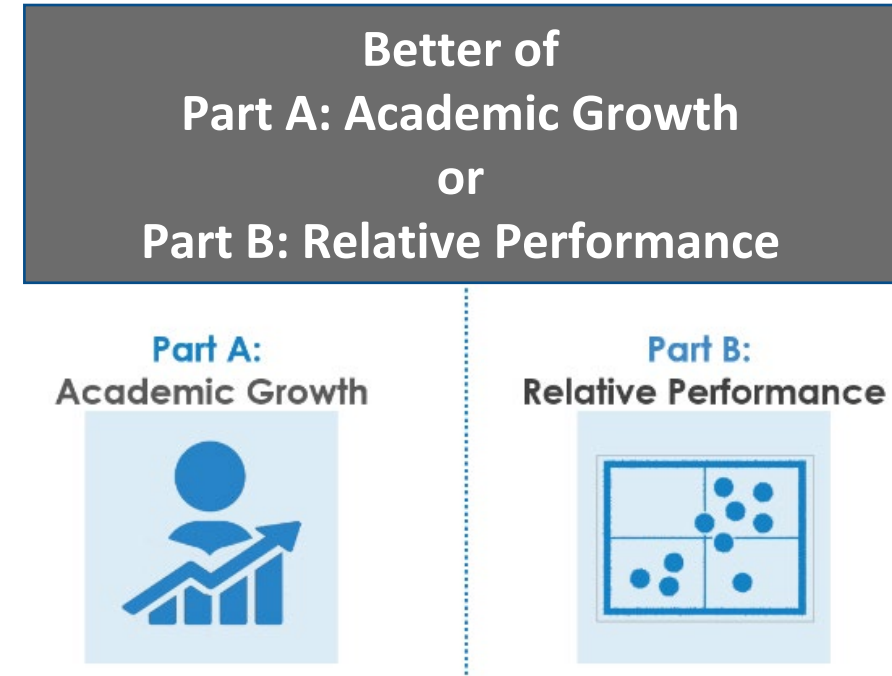 Better of
Part A: Academic Growth
or
Part B: Relative Performance
Part A:
Academic Growth
Part B:
Relative Performance